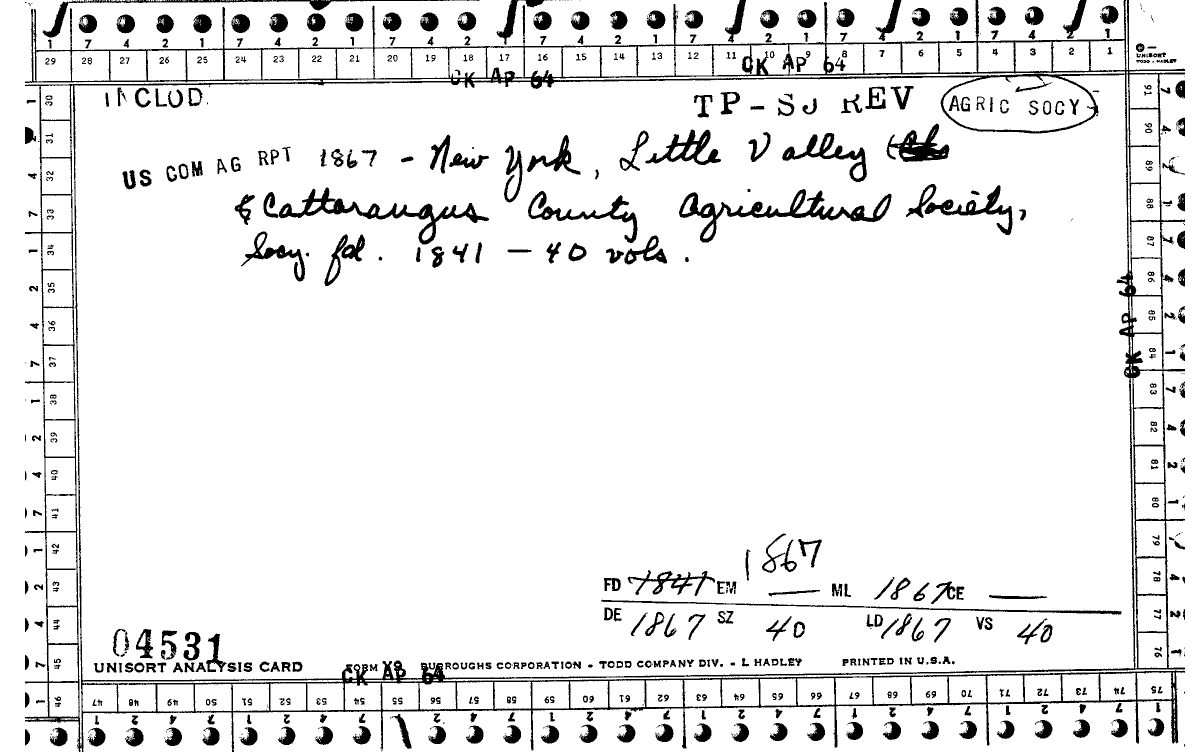 7 4 2 1 7 4 2 1 7 4 2 1 7 4 2 1 7 4 2 1 7 4 2 1 7 4 2 1
29 28 27 26 25 24 23 22 21 20 19 18 17 16 15 14 13 12 11 10 9 8 7 6 5 4 3 2 1
UNISORT
TODD - HADLEY
CK AP 64 CK AP 64
INCLOD. TP-SJ REV AGRIC SOCY
US COM AG RPT 1867 - New York, Little Valley
& Cattaraugus County Agricultural Society,
Socy. fd. 1841 - 40 vols.
CK AP 64
30 31 32 33 34 35 36 37 38 39 40 41 42 43 44 45 46
91 90 89 88 87 86 85 84 83 82 81 80 79 78 77 76
1867
FD 1841 EM — ML 1867 CE —
DE 1867 SZ 40 LD 1867 VS 40
04531
UNISORT ANALYSIS CARD FORM Y9 BURROUGHS CORPORATION - TODD COMPANY DIV. - L HADLEY PRINTED IN U.S.A.
CK AP 64
47 48 49 50 51 52 53 54 55 56 57 58 59 60 61 62 63 64 65 66 67 68 69 70 71 72 73 74 75